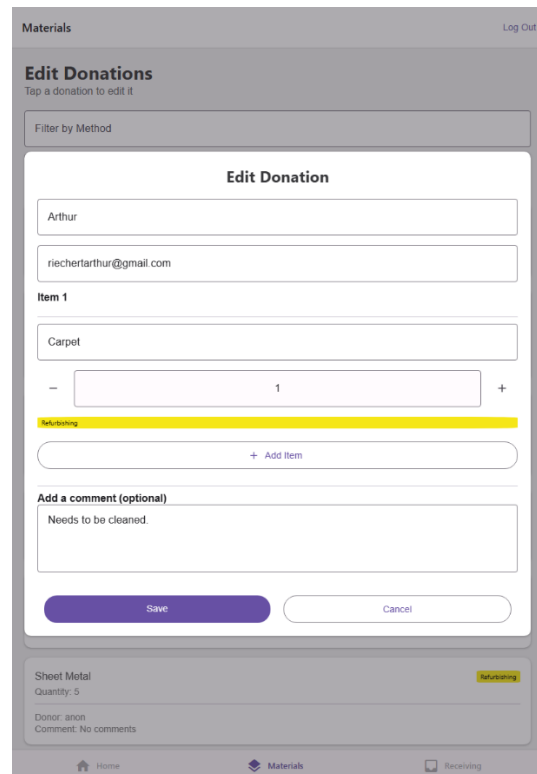 Materials Log Out
Edit Donations
Tap a donation to edit it
Filter by Method
Edit Donation
Arthur
riechertarthur@gmail.com
Item 1
Carpet
− 1 +
Refurbishing
+ Add Item
Add a comment (optional)
Needs to be cleaned.
Save Cancel
Sheet Metal Refurbishing
Quantity: 5
Donor: anon
Comment: No comments
Home Materials Receiving